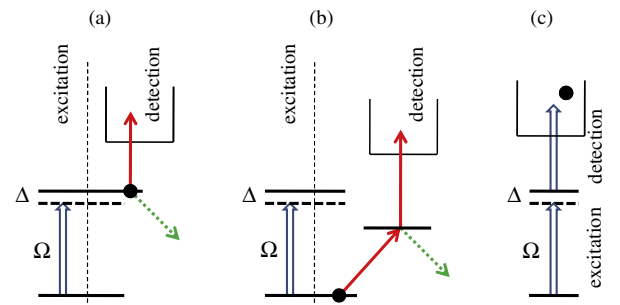 (a)
(b)
(c)
excitation
detection
excitation
detection
detection
excitation
Δ
Δ
Δ
Ω
Ω
Ω